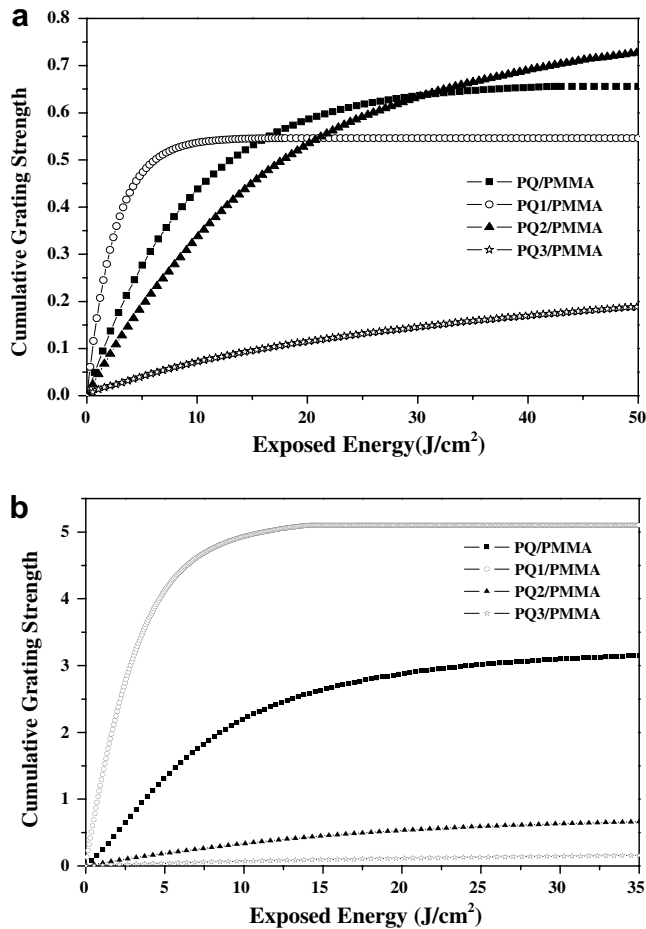 a
0.8
0.7
0.6
0.5
0.4
0.3
0.2
0.1
0.0
Cumulative Grating Strength
PQ/PMMA
PQ1/PMMA
PQ2/PMMA
PQ3/PMMA
0 10 20 30 40 50
Exposed Energy(J/cm²)
b
5
4
3
2
1
0
Cumulative Grating Strength
PQ/PMMA
PQ1/PMMA
PQ2/PMMA
PQ3/PMMA
0 5 10 15 20 25 30 35
Exposed Energy (J/cm²)